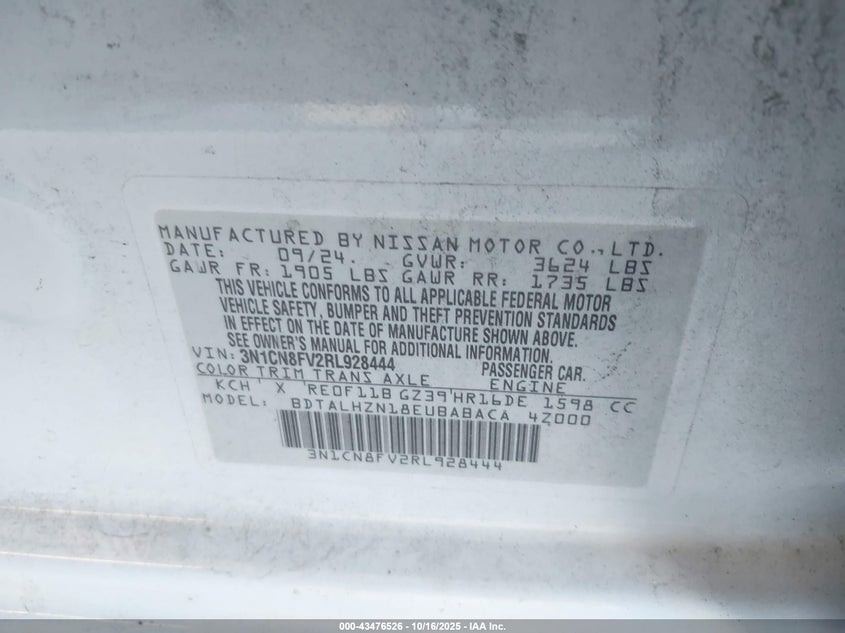 MANUFACTURED BY NISSAN MOTOR CO., LTD.
DATE: 09/24. GVWR: 3624 LBS
GAWR FR: 1905 LBS GAWR RR: 1735 LBS
THIS VEHICLE CONFORMS TO ALL APPLICABLE FEDERAL MOTOR
VEHICLE SAFETY, BUMPER AND THEFT PREVENTION STANDARDS
IN EFFECT ON THE DATE OF MANUFACTURE SHOWN ABOVE.
SEE OWNER'S MANUAL FOR ADDITIONAL INFORMATION.
VIN: 3N1CN8FV2RL928444 PASSENGER CAR.
COLOR TRIM TRANS AXLE ENGINE
KCH' X RE0F11B GZ39'HR16DE 1598 CC
MODEL: BDTALHZN18EUBABACA 4Z000
3N1CN8FV2RL928444
000-43476526 - 10/16/2025 - IAA Inc.